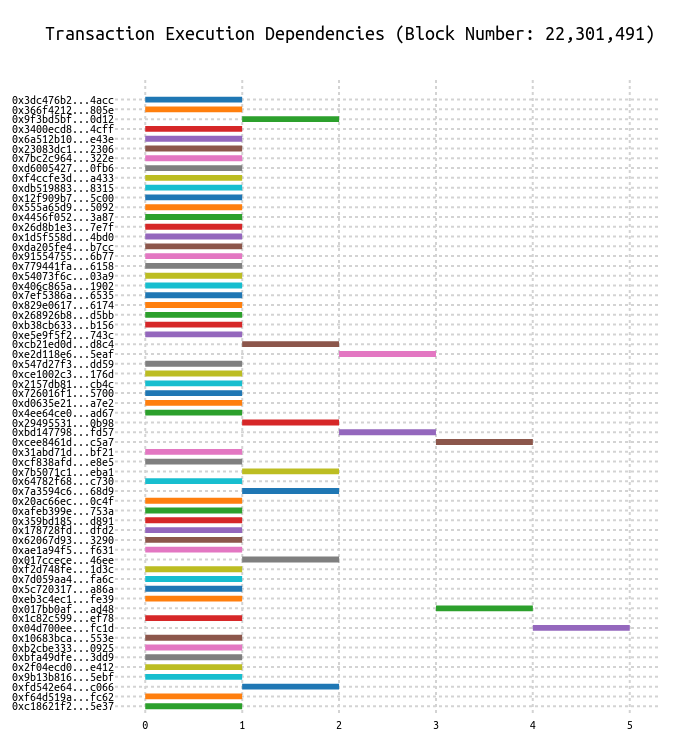 Transaction Execution Dependencies (Block Number: 22,301,491)
0x3dc476b2...4acc
0x366f4212...805e
0x9f3bd5bf...0d12
0x3400ecd8...4cff
0x6a512b10...e43e
0x23083dc1...2306
0x7bc2c964...322e
0xd6005427...0fb6
0xf4ccfe3d...a433
0xdb519883...8315
0x12f909b7...5c00
0x555a65d9...5092
0x4456f052...3a87
0x26d8b1e3...7e7f
0x1d5f558d...4bd0
0xda205fe4...b7cc
0x91554755...6b77
0x779441fa...6158
0x54073f6c...03a9
0x406c865a...1902
0x7ef5386a...6535
0x829e0617...6174
0x268926b8...d5bb
0xb38cb633...b156
0xe5e9f5f2...743c
0xcb21ed0d...d8c4
0xe2d118e6...5eaf
0x547d27f3...dd59
0xce1002c3...176d
0x2157db81...cb4c
0x726016f1...5700
0xd0635e21...a7e2
0x4ee64ce0...ad67
0x29495531...0b98
0xbd147798...fd57
0xcee8461d...c5a7
0x31abd71d...bf21
0xcf838afd...e8e5
0x7b5071c1...eba1
0x64782f68...c730
0x7a3594c6...68d9
0x20ac66ec...0c4f
0xafeb399e...753a
0x359bd185...d891
0x178728fd...dfd2
0x62067d93...3290
0xae1a94f5...f631
0x017ccece...46ee
0xf2d748fe...1d3c
0x7d059aa4...fa6c
0x5c720317...a86a
0xeb3c4ec1...fe39
0x017bb0af...ad48
0x1c82c599...ef78
0x04d700ee...fc1d
0x10683bca...553e
0xb2cbe333...0925
0xbfa49dfe...3dd9
0x2f04ecd0...e412
0x9b13b816...5ebf
0xfd542e64...c066
0xf64d519a...fc62
0xc18621f2...5e37
0 1 2 3 4 5